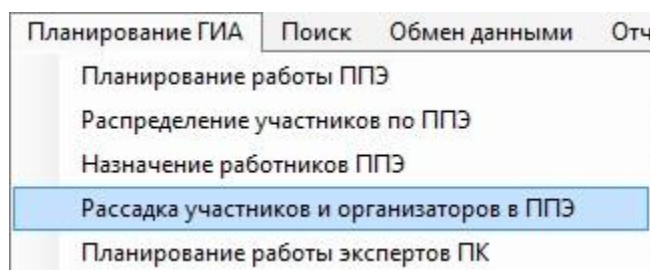 Планирование ГИА Поиск Обмен данными
Планирование работы ППЭ
Распределение участников по ППЭ
Назначение работников ППЭ
Рассадка участников и организаторов в ППЭ
Планирование работы экспертов ПК